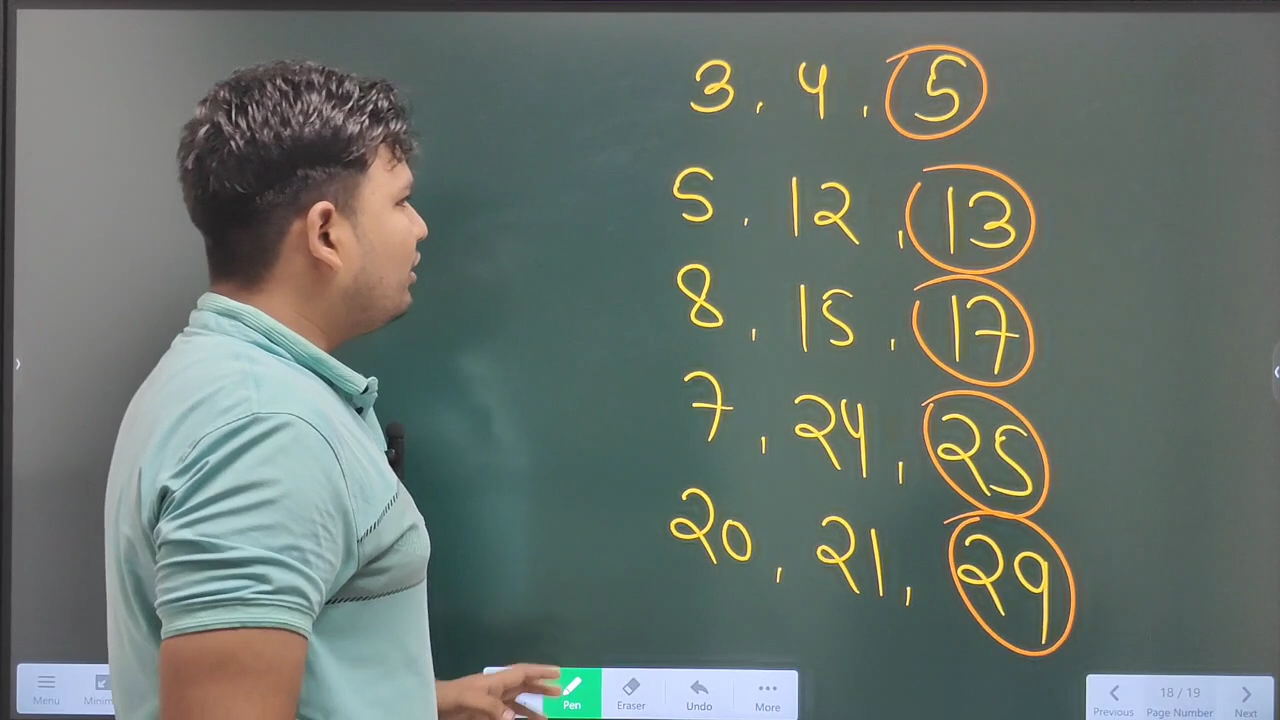 3, 4, 5
5, 12, 13
8, 15, 17
7, 24, 25
20, 21, 29
Menu Minim Pen Eraser Undo More Previous 18 / 19 Page Number Next